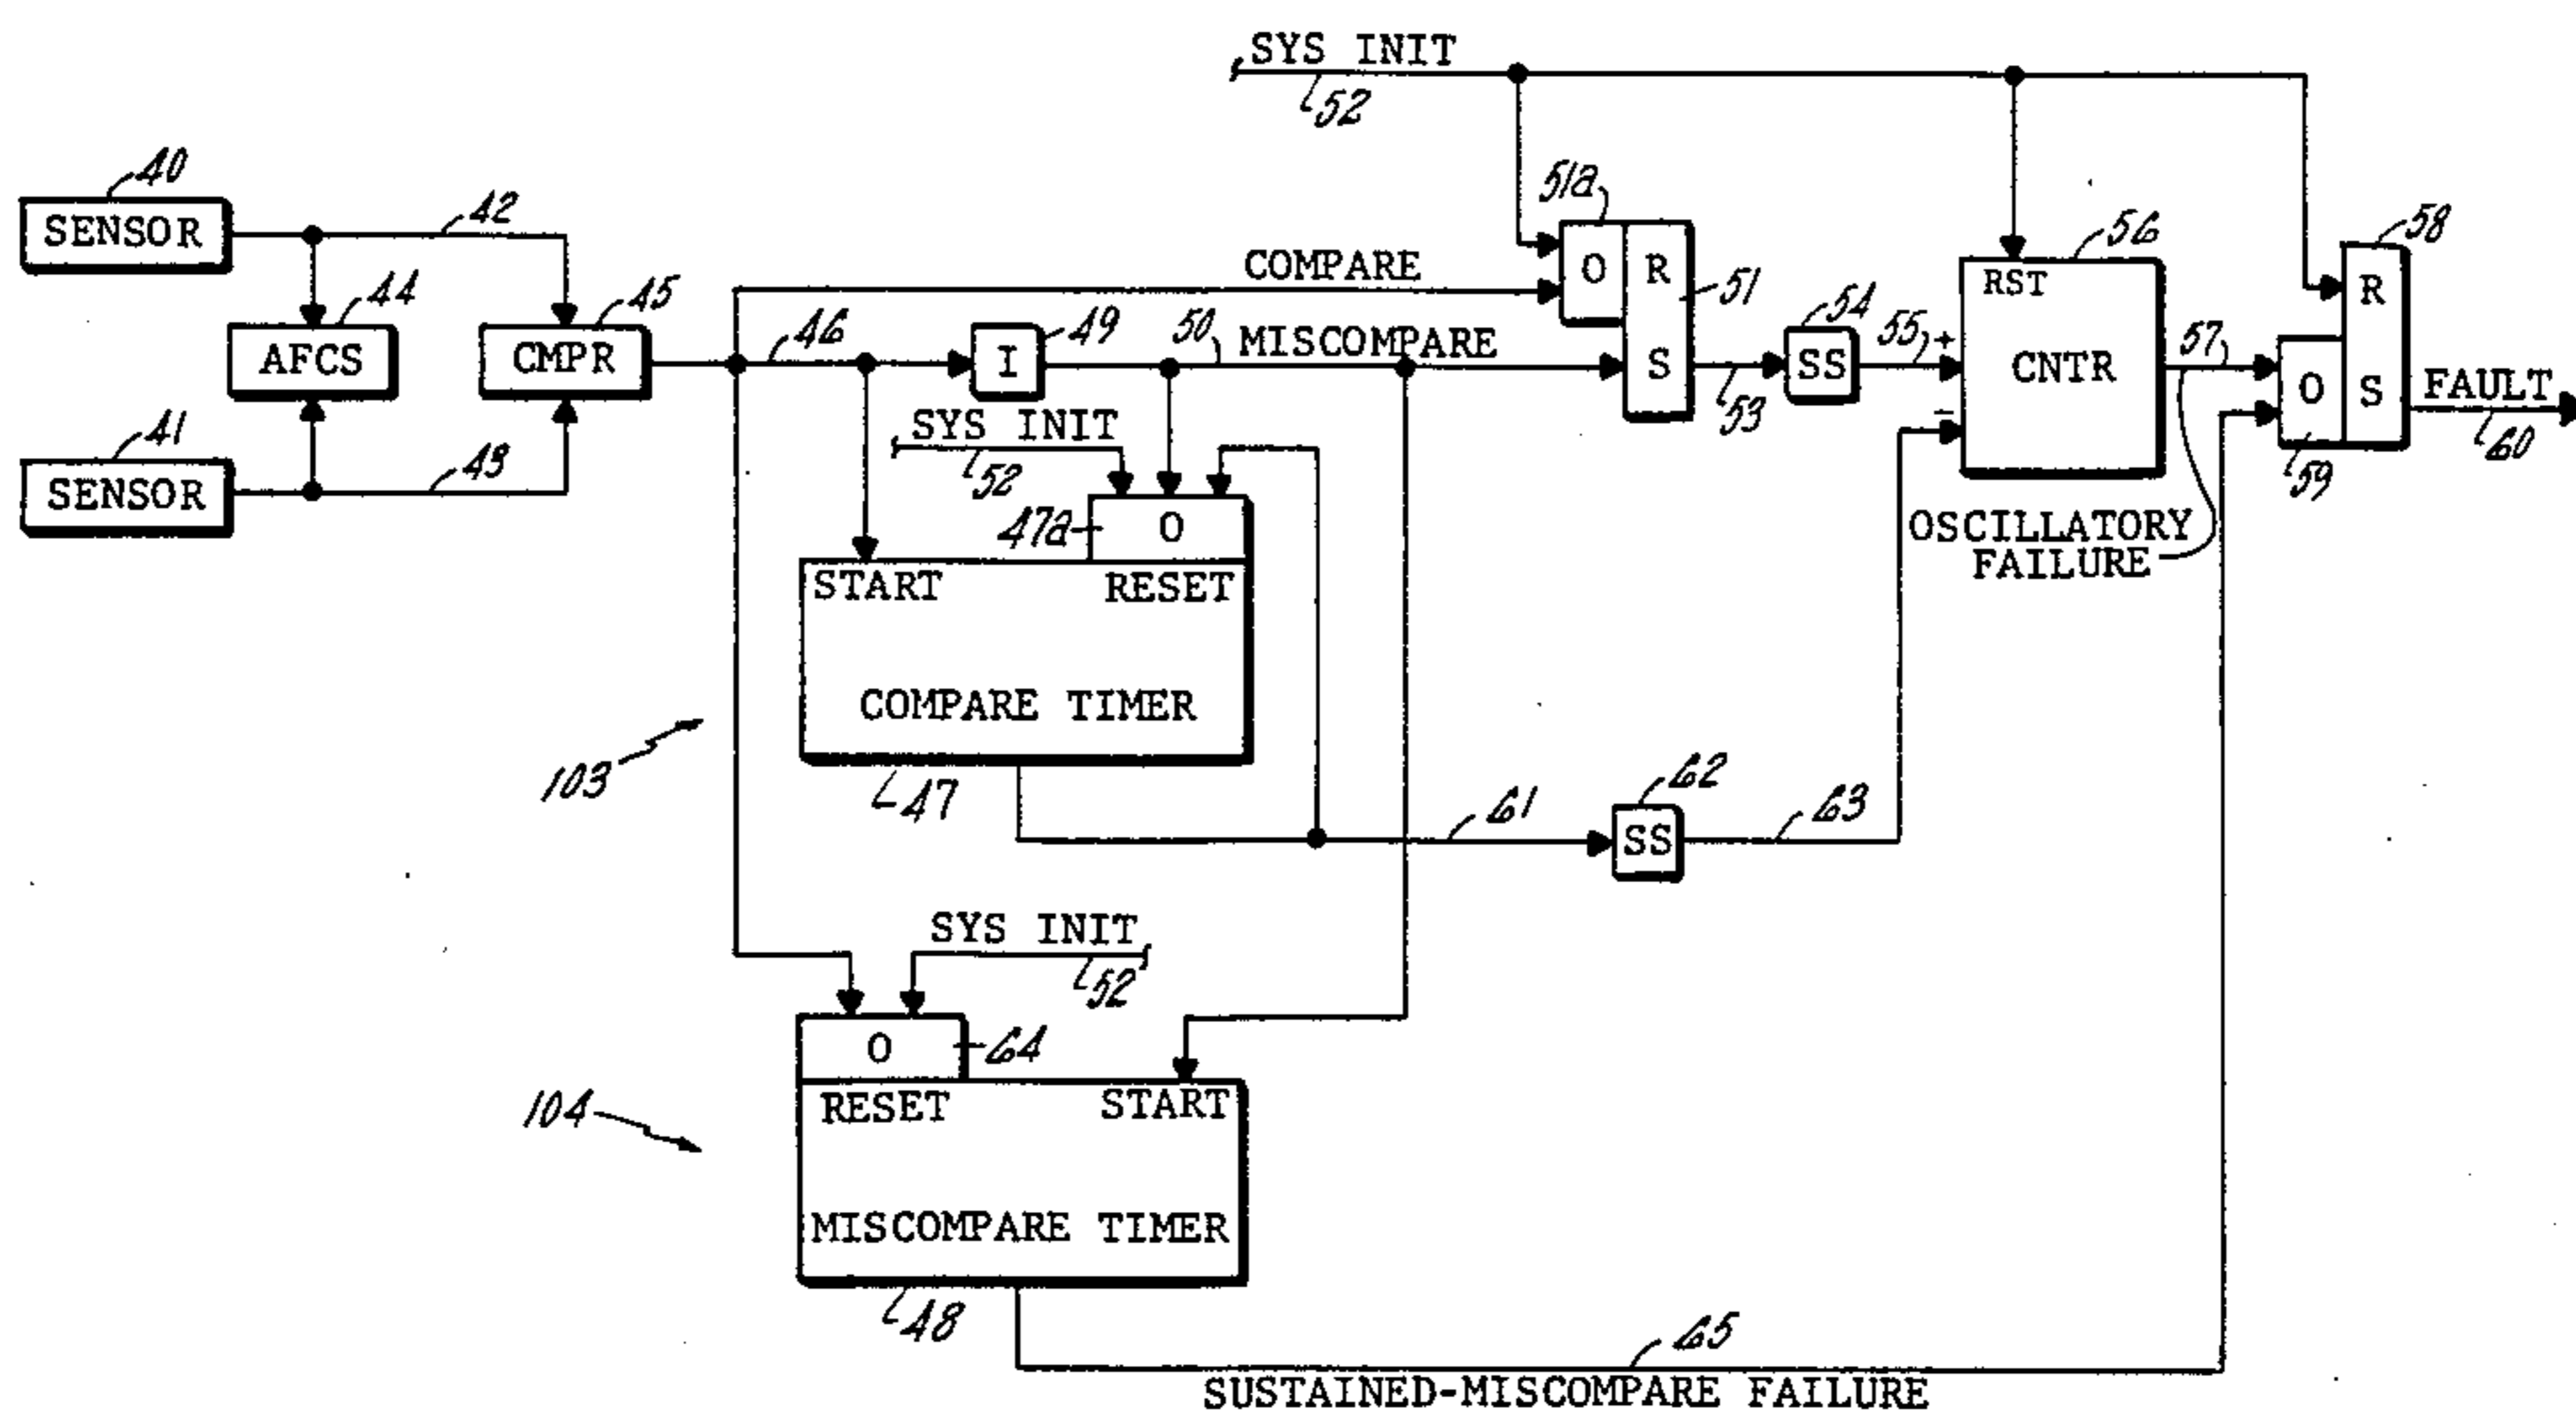 SYS INIT
52
40
SENSOR
42
44
AFCS
45
CMPR
41
SENSOR
43
46
COMPARE
49
I
50
MISCOMPARE
51a
O
R
S
51
53
54
SS
55
+
-
56
RST
CNTR
57
58
R
S
O
59
FAULT
60
OSCILLATORY
FAILURE
SYS INIT
52
47a
O
START
RESET
COMPARE TIMER
47
103
61
62
SS
63
SYS INIT
52
O
64
RESET
START
MISCOMPARE TIMER
48
104
65
SUSTAINED-MISCOMPARE FAILURE